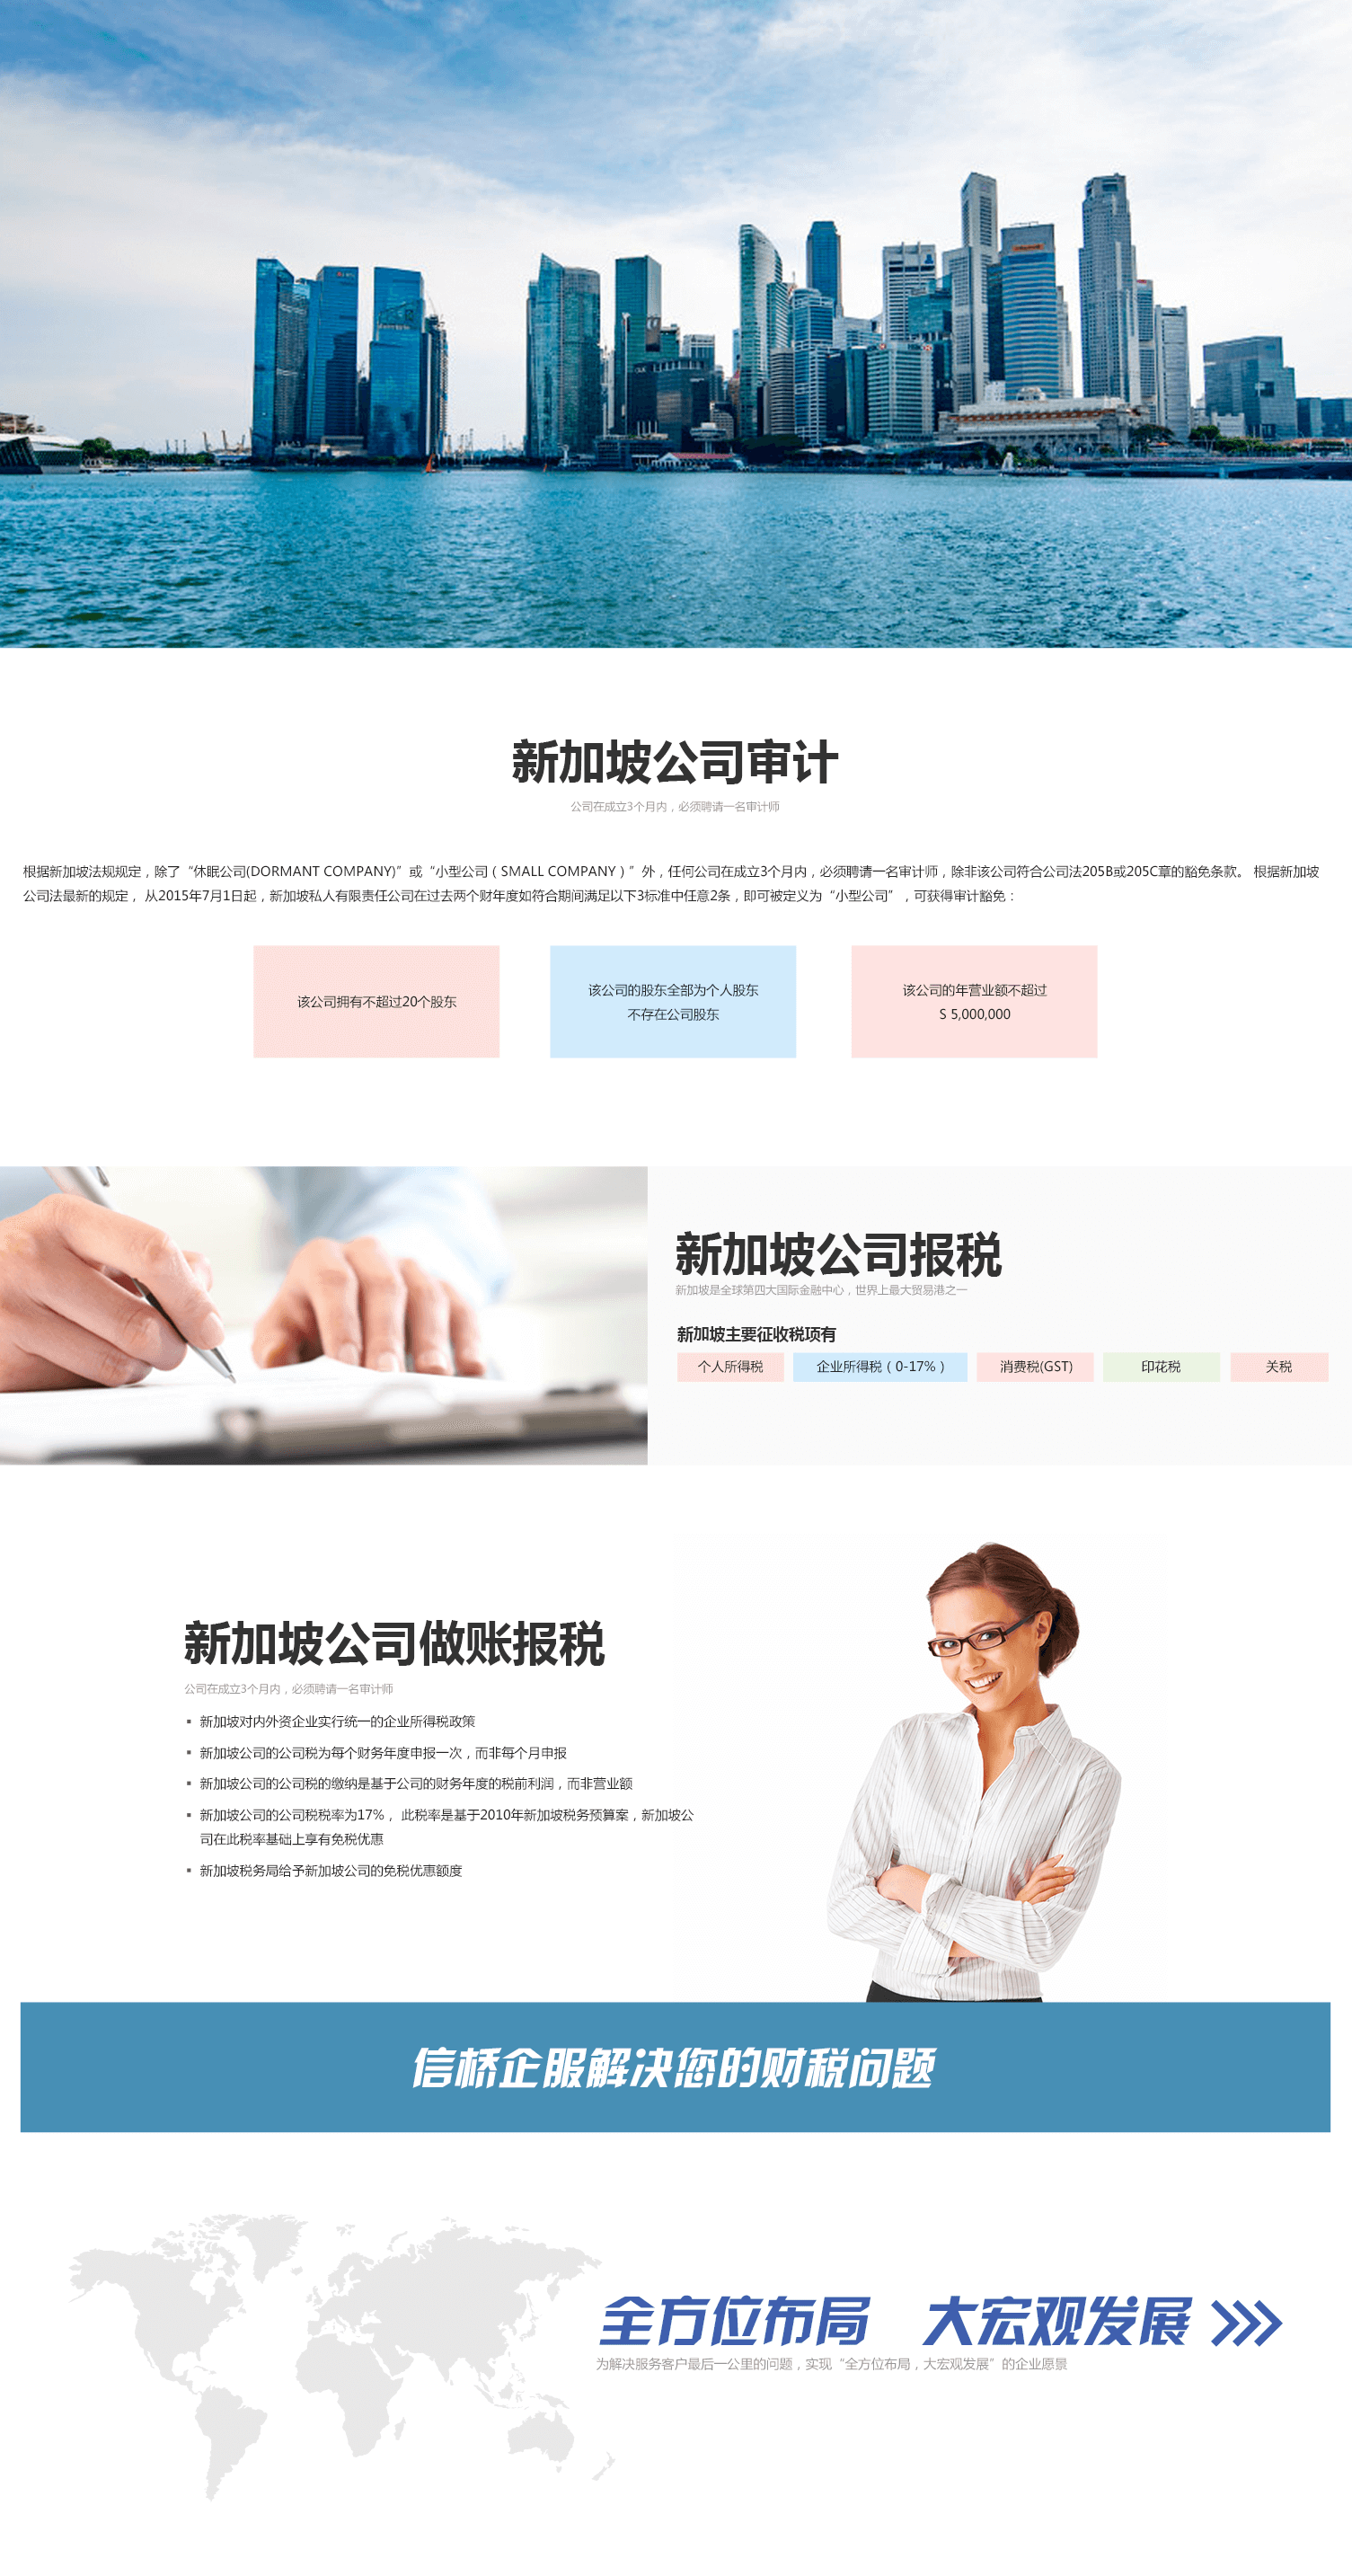 新加坡公司审计
公司在成立3个月内，必须聘请一名审计师
根据新加坡法规规定，除了“休眠公司(DORMANT COMPANY)”或“小型公司（SMALL COMPANY）”外，任何公司在成立3个月内，必须聘请一名审计师，除非该公司符合公司法205B或205C章的豁免条款。 根据新加坡
公司法最新的规定， 从2015年7月1日起，新加坡私人有限责任公司在过去两个财年度如符合期间满足以下3标准中任意2条，即可被定义为“小型公司”，可获得审计豁免：
该公司拥有不超过20个股东
该公司的股东全部为个人股东
不存在公司股东
该公司的年营业额不超过
S 5,000,000
新加坡公司报税
新加坡是全球第四大国际金融中心，世界上最大贸易港之一
新加坡主要征收税项有
个人所得税
企业所得税（0-17%）
消费税(GST)
印花税
关税
新加坡公司做账报税
公司在成立3个月内，必须聘请一名审计师
▪ 新加坡对内外资企业实行统一的企业所得税政策
▪ 新加坡公司的公司税为每个财务年度申报一次，而非每个月申报
▪ 新加坡公司的公司税的缴纳是基于公司的财务年度的税前利润，而非营业额
▪ 新加坡公司的公司税税率为17%， 此税率是基于2010年新加坡税务预算案，新加坡公
司在此税率基础上享有免税优惠
▪ 新加坡税务局给予新加坡公司的免税优惠额度
信桥企服解决您的财税问题
全方位布局 大宏观发展
为解决服务客户最后一公里的问题，实现“全方位布局，大宏观发展”的企业愿景